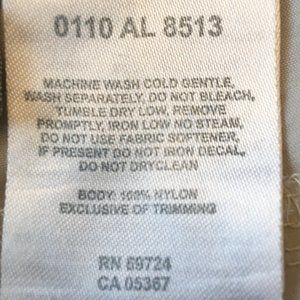 0110 AL 8513
MACHINE WASH COLD GENTLE,
WASH SEPARATELY, DO NOT BLEACH,
TUMBLE DRY LOW, REMOVE
PROMPTLY, IRON LOW NO STEAM,
DO NOT USE FABRIC SOFTENER,
IF PRESENT DO NOT IRON DECAL,
DO NOT DRYCLEAN
BODY: 100% NYLON
EXCLUSIVE OF TRIMMING
RN 69724
CA 05367